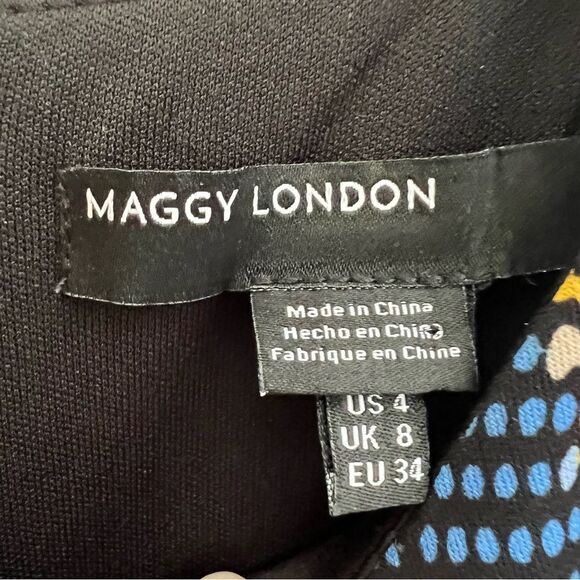 MAGGY LONDON
Made in China
Hecho en China
Fabrique en Chine
US 4
UK 8
EU 34